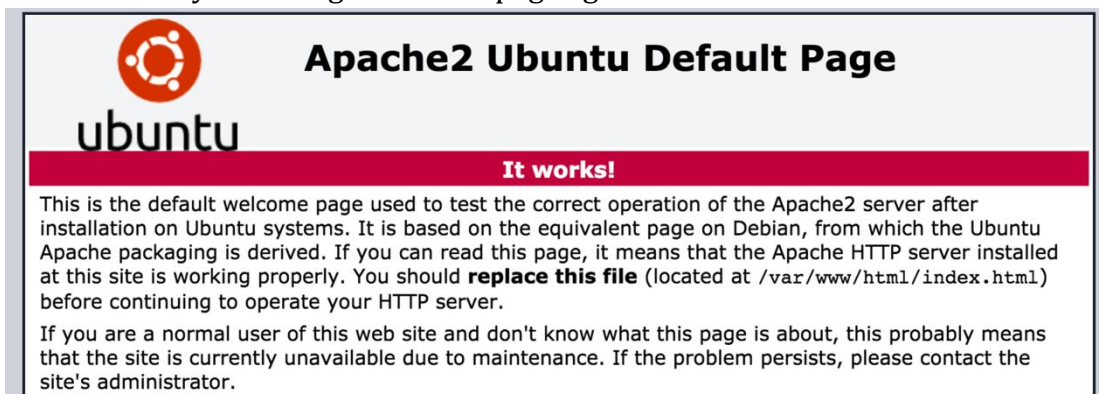 Apache2 Ubuntu Default Page
ubuntu
It works!
This is the default welcome page used to test the correct operation of the Apache2 server after
installation on Ubuntu systems. It is based on the equivalent page on Debian, from which the Ubuntu
Apache packaging is derived. If you can read this page, it means that the Apache HTTP server installed
at this site is working properly. You should replace this file (located at /var/www/html/index.html)
before continuing to operate your HTTP server.
If you are a normal user of this web site and don't know what this page is about, this probably means
that the site is currently unavailable due to maintenance. If the problem persists, please contact the
site's administrator.